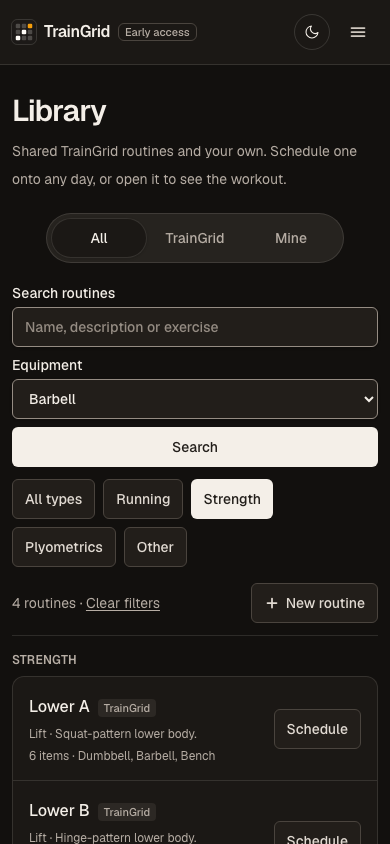 TrainGrid Early access
Library
Shared TrainGrid routines and your own. Schedule one
onto any day, or open it to see the workout.
All TrainGrid Mine
Search routines
Name, description or exercise
Equipment
Barbell
Search
All types Running Strength
Plyometrics Other
4 routines · Clear filters + New routine
STRENGTH
Lower A TrainGrid
Lift · Squat-pattern lower body.
6 items · Dumbbell, Barbell, Bench
Schedule
Lower B TrainGrid
Lift · Hinge-pattern lower body.
Schedule